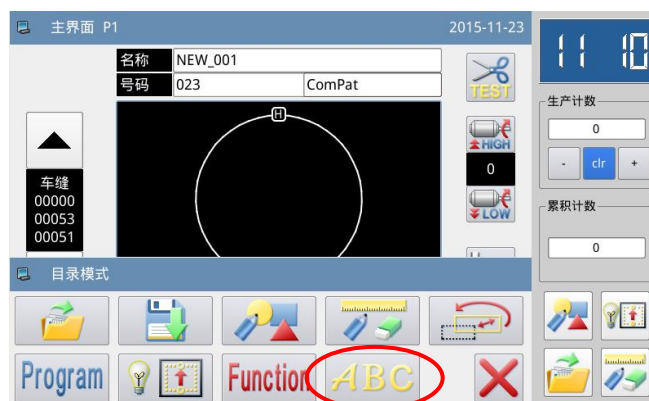 主界面 P1 2015-11-23
名称 NEW_001
号码 023 ComPat
TEST
H
HIGH
0
LOW
车缝
00000
00053
00051
11 10
生产计数
0
- clr +
累积计数
0
目录模式
Program Function ABC